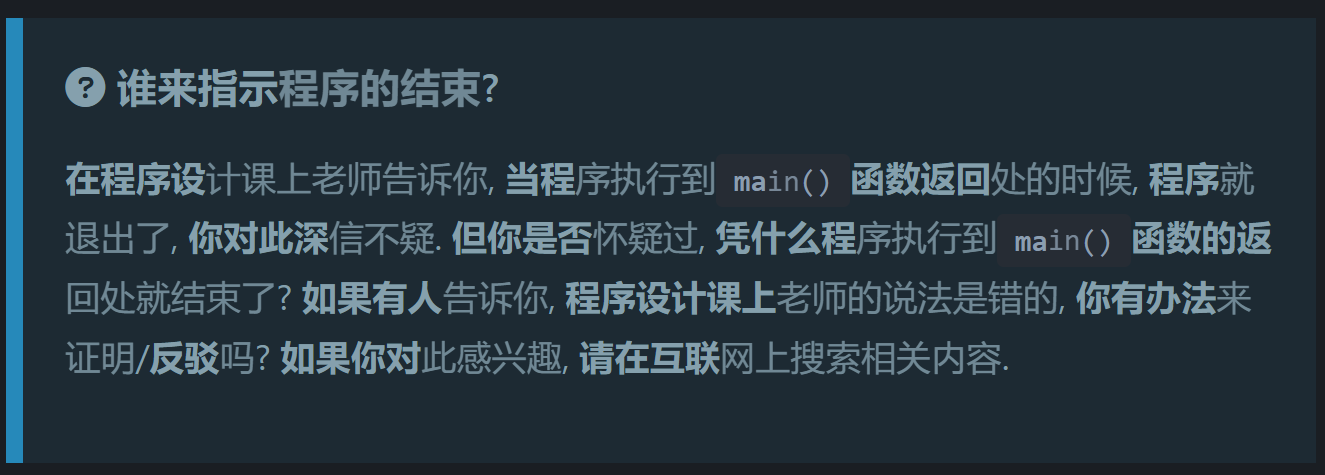 谁来指示程序的结束?
在程序设计课上老师告诉你, 当程序执行到 main() 函数返回处的时候, 程序就
退出了, 你对此深信不疑. 但你是否怀疑过, 凭什么程序执行到 main() 函数的返
回处就结束了? 如果有人告诉你, 程序设计课上老师的说法是错的, 你有办法来
证明/反驳吗? 如果你对此感兴趣, 请在互联网上搜索相关内容.